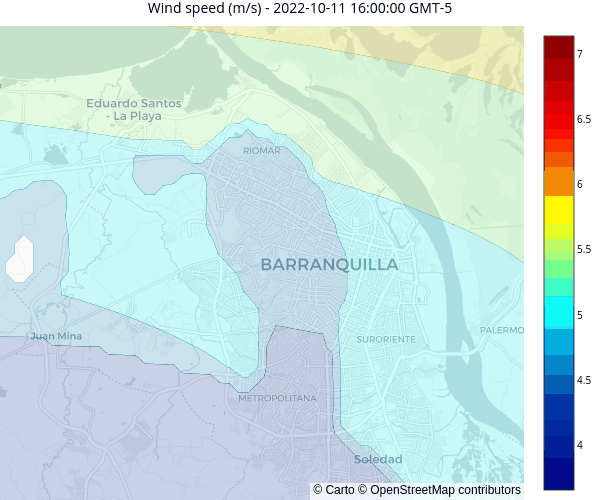 Wind speed (m/s) - 2022-10-11 16:00:00 GMT-5
7
6.5
6
5.5
5
4.5
4
Eduardo Santos
- La Playa
RIOMAR
BARRANQUILLA
PALERMO
Juan Mina
SURORIENTE
METROPOLITANA
Soledad
© Carto © OpenStreetMap contributors